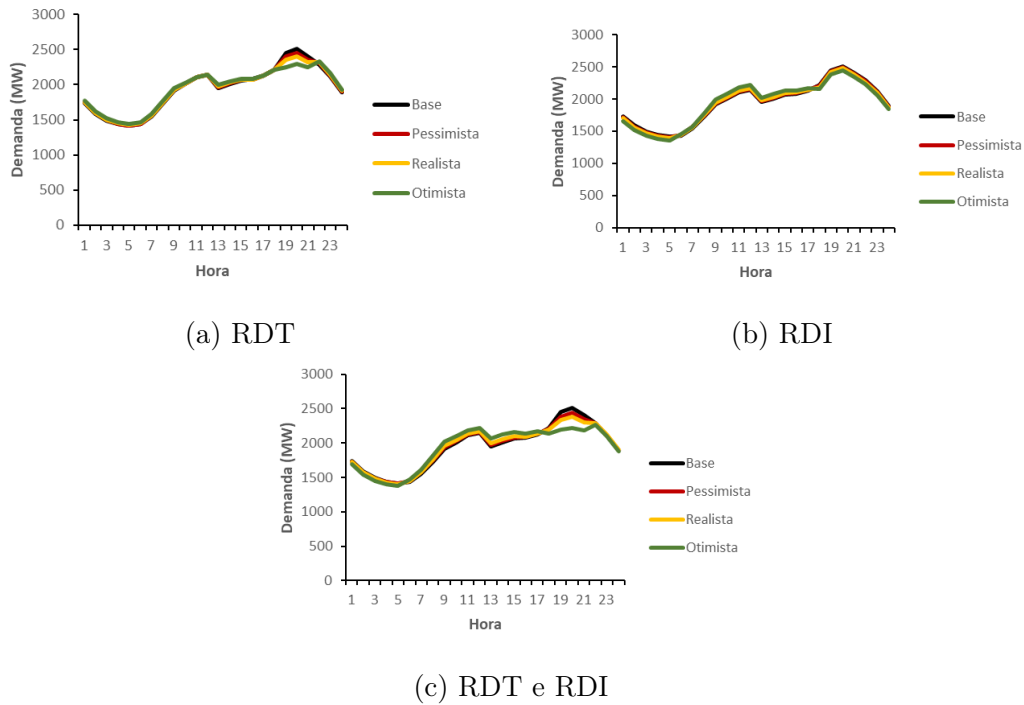 3000
2500
2000
1500
1000
500
0
Demanda (MW)
1 3 5 7 9 11 13 15 17 19 21 23
Hora
Base
Pessimista
Realista
Otimista
(a) RDT
3000
2500
2000
1500
1000
500
0
Demanda (MW)
1 3 5 7 9 11 13 15 17 19 21 23
Hora
Base
Pessimista
Realista
Otimista
(b) RDI
3000
2500
2000
1500
1000
500
0
Demanda (MW)
1 3 5 7 9 11 13 15 17 19 21 23
Hora
Base
Pessimista
Realista
Otimista
(c) RDT e RDI